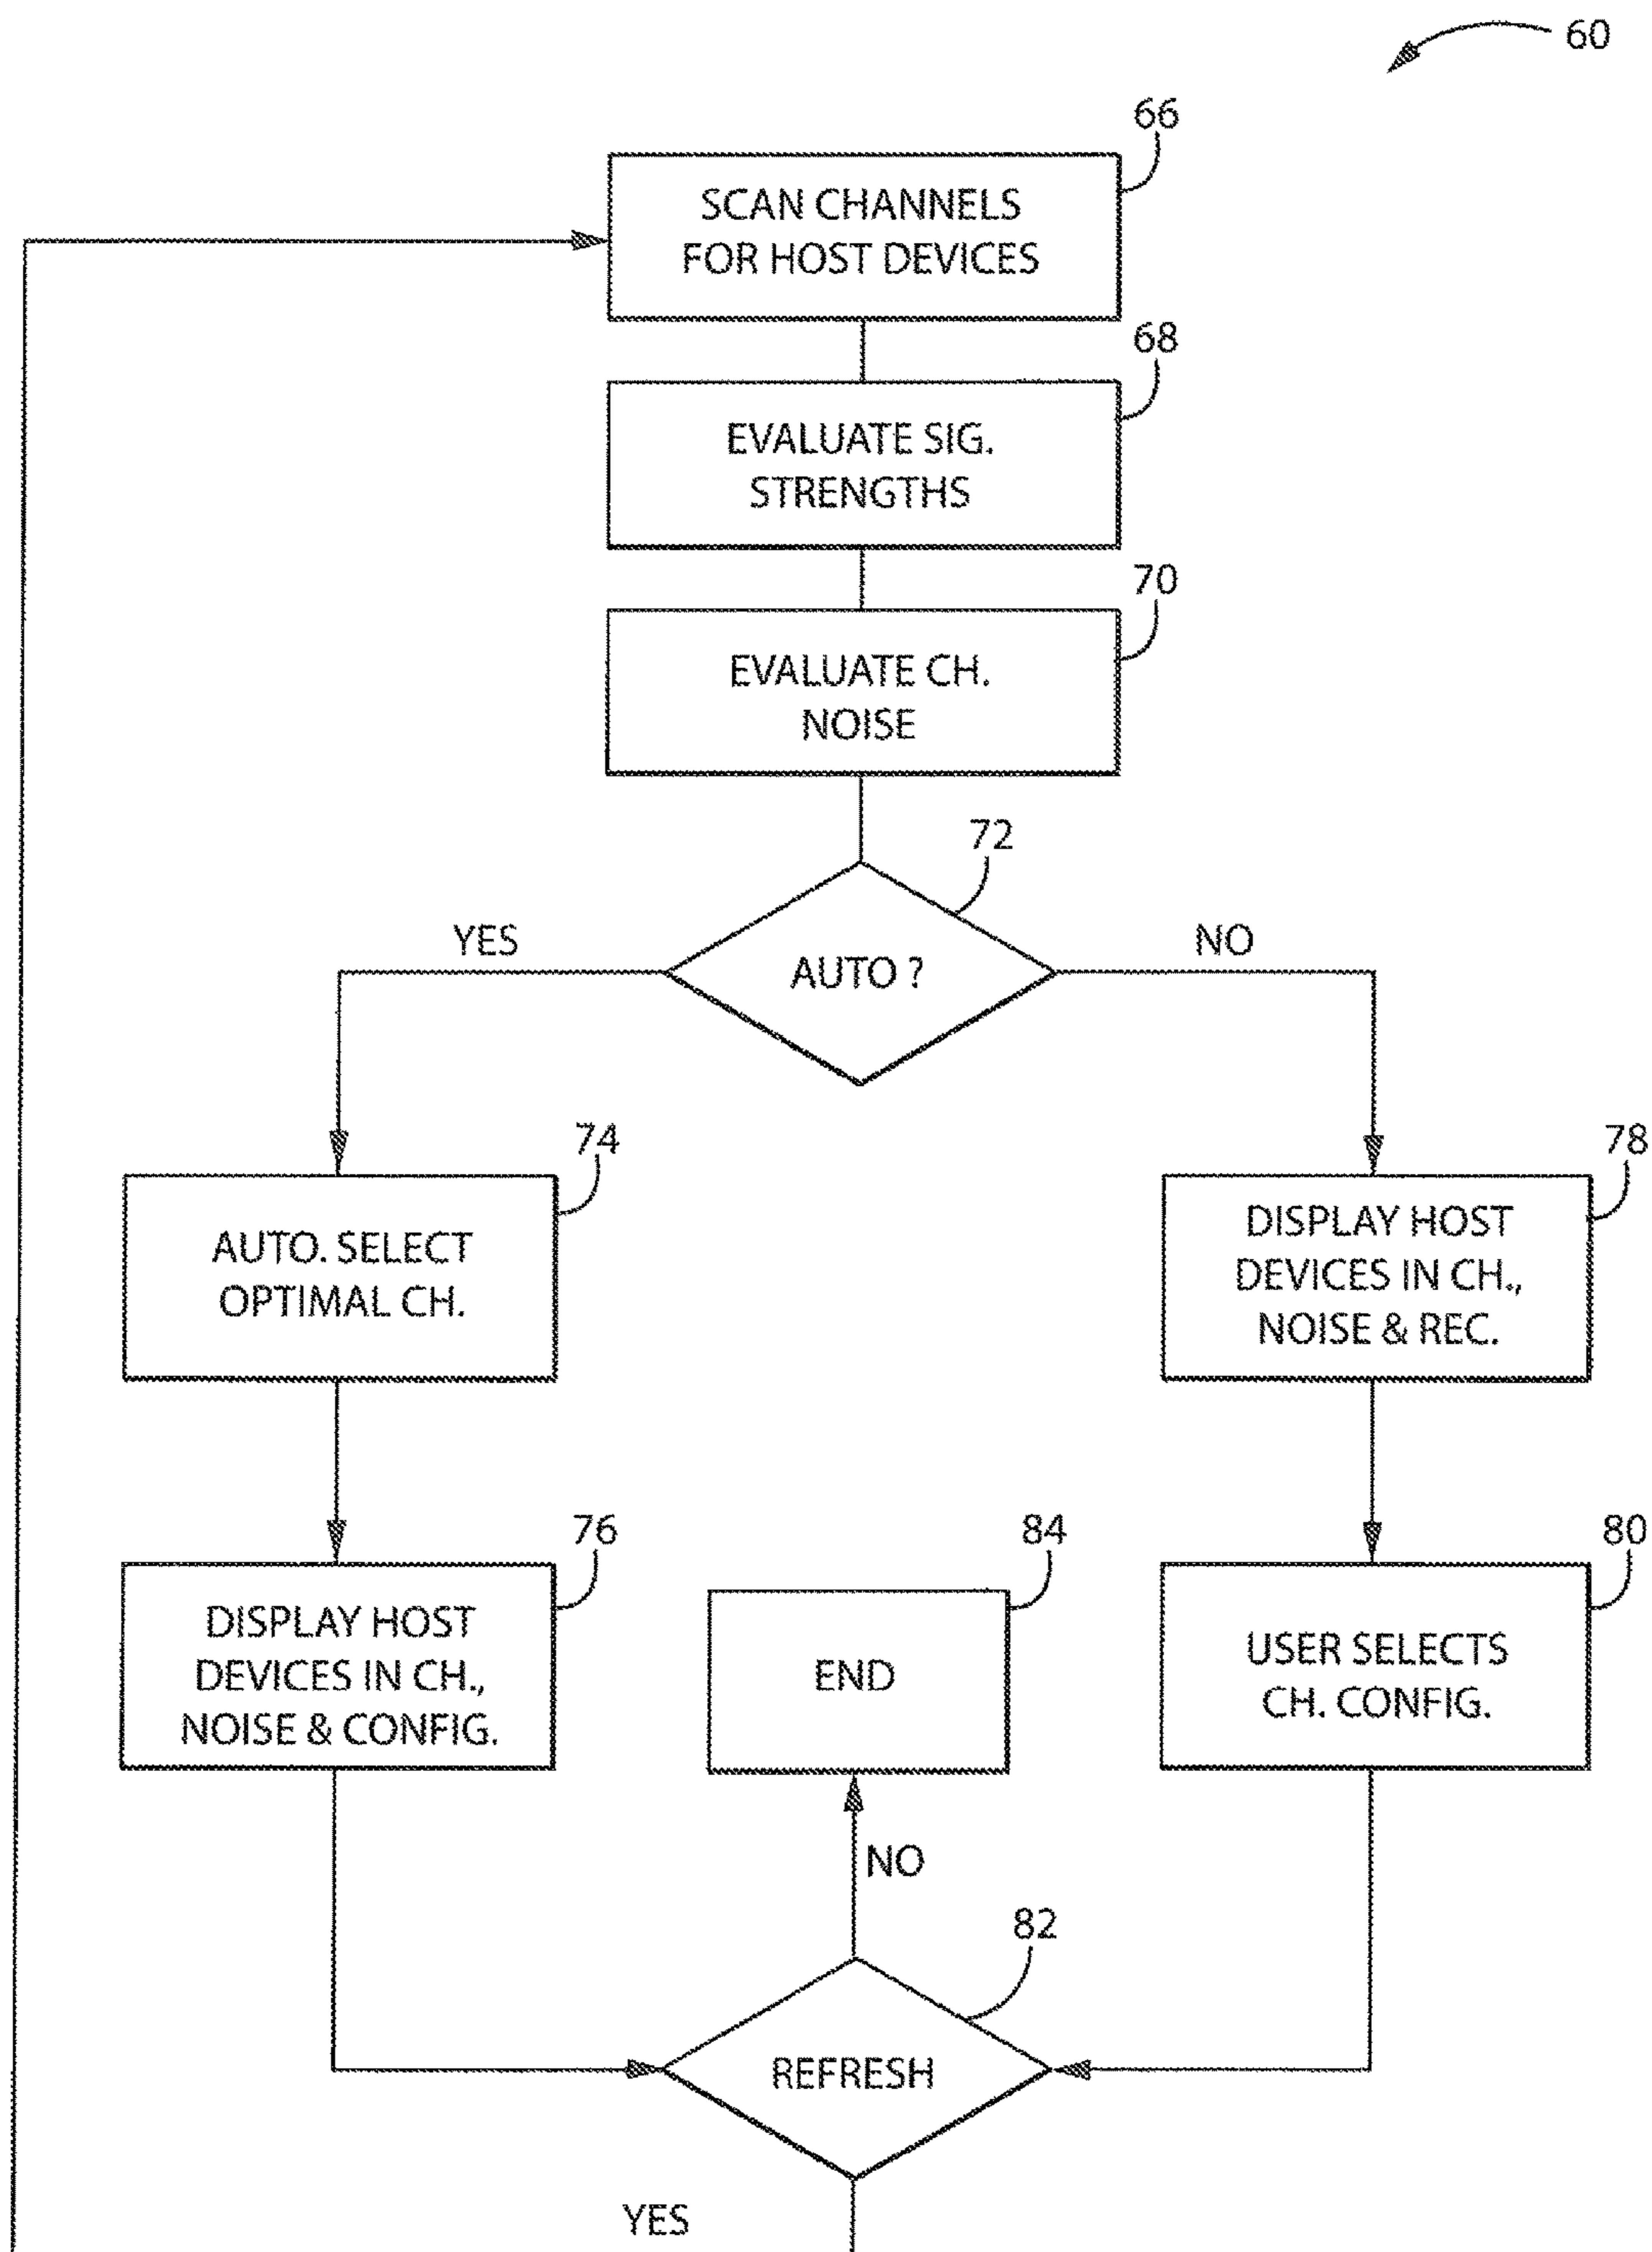 60
66
SCAN CHANNELS
FOR HOST DEVICES
68
EVALUATE SIG.
STRENGTHS
70
EVALUATE CH.
NOISE
72
YES
AUTO ?
NO
74
AUTO. SELECT
OPTIMAL CH.
78
DISPLAY HOST
DEVICES IN CH.,
NOISE & REC.
76
DISPLAY HOST
DEVICES IN CH.,
NOISE & CONFIG.
84
END
80
USER SELECTS
CH. CONFIG.
NO
82
REFRESH
YES